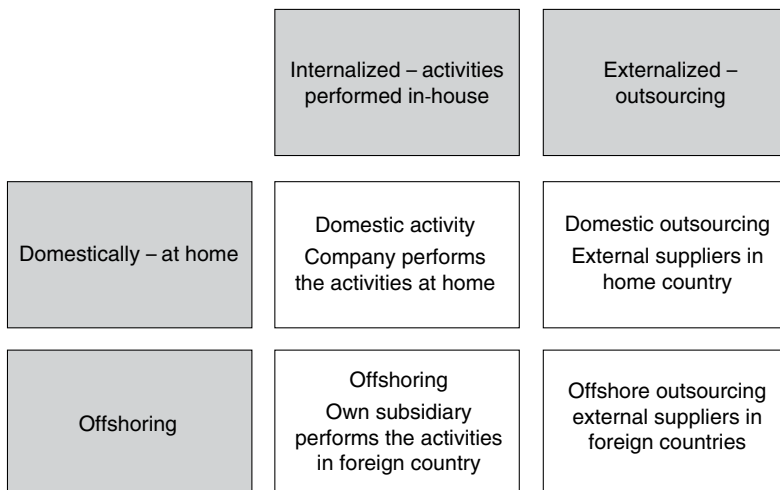 Internalized – activities
performed in-house
Externalized –
outsourcing
Domestically – at home
Domestic activity
Company performs
the activities at home
Domestic outsourcing
External suppliers in
home country
Offshoring
Offshoring
Own subsidiary
performs the activities
in foreign country
Offshore outsourcing
external suppliers in
foreign countries